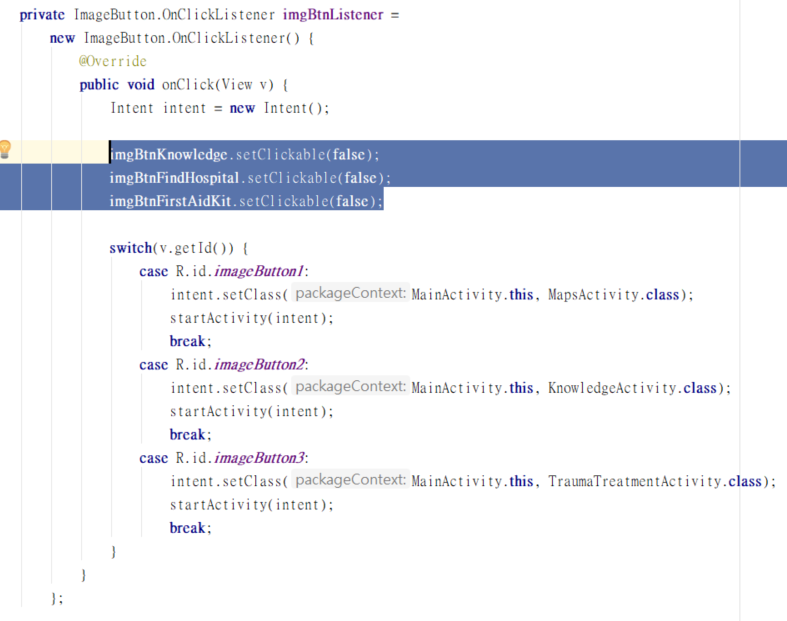 private ImageButton.OnClickListener imgBtnListener =
new ImageButton.OnClickListener() {
@Override
public void onClick(View v) {
Intent intent = new Intent();
imgBtnKnowledge.setClickable(false);
imgBtnFindHospital.setClickable(false);
imgBtnFirstAidKit.setClickable(false);
switch(v.getId()) {
case R.id.imageButton1:
intent.setClass( packageContext: MainActivity.this, MapsActivity.class);
startActivity(intent);
break;
case R.id.imageButton2:
intent.setClass( packageContext: MainActivity.this, KnowledgeActivity.class);
startActivity(intent);
break;
case R.id.imageButton3:
intent.setClass( packageContext: MainActivity.this, TraumaTreatmentActivity.class);
startActivity(intent);
break;
}
}
};